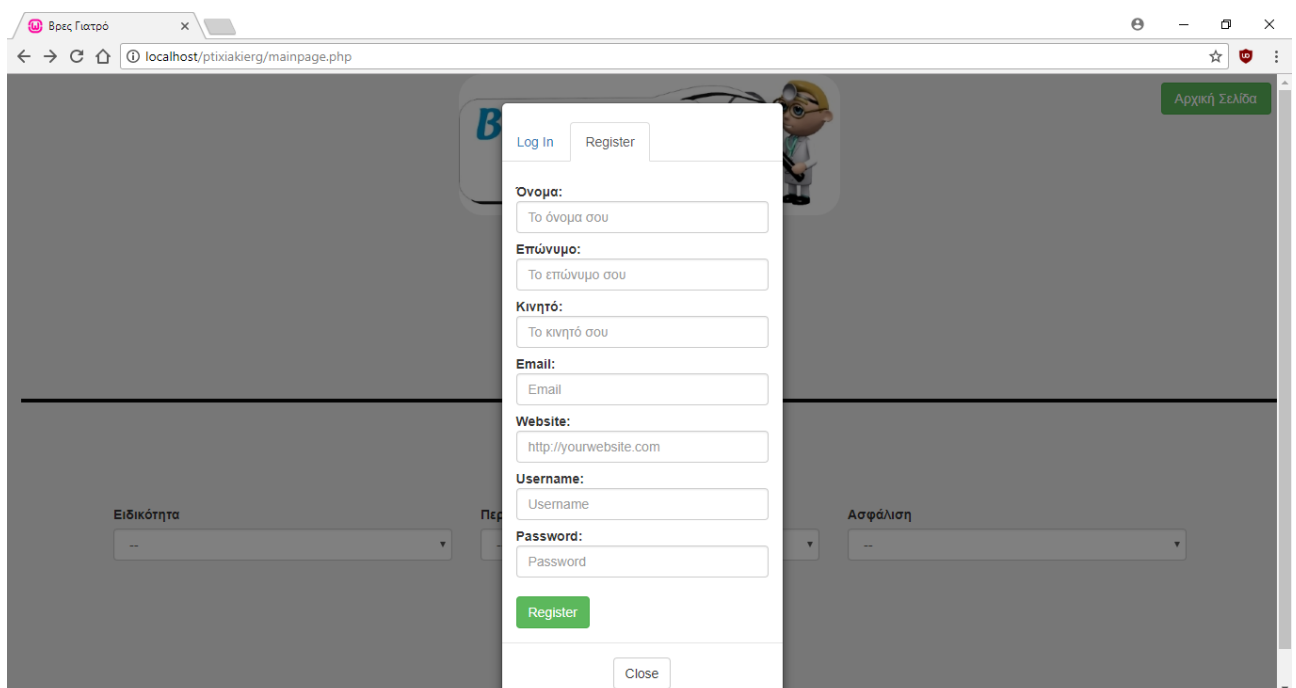 Βρες Γιατρό
localhost/ptixiakierg/mainpage.php
Αρχική Σελίδα
Log In
Register
Όνομα:
Το όνομα σου
Επώνυμο:
Το επώνυμο σου
Κινητό:
Το κινητό σου
Email:
Email
Website:
http://yourwebsite.com
Username:
Username
Password:
Password
Register
Close
Ειδικότητα
--
Ασφάλιση
--